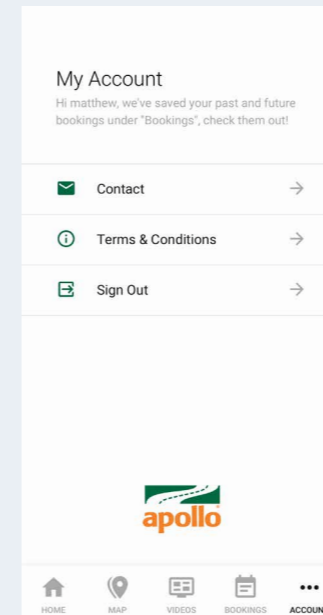 My Account
Hi matthew, we've saved your past and future
bookings under "Bookings", check them out!
Contact
Terms & Conditions
Sign Out
apollo
HOME MAP VIDEOS BOOKINGS ACCOUN